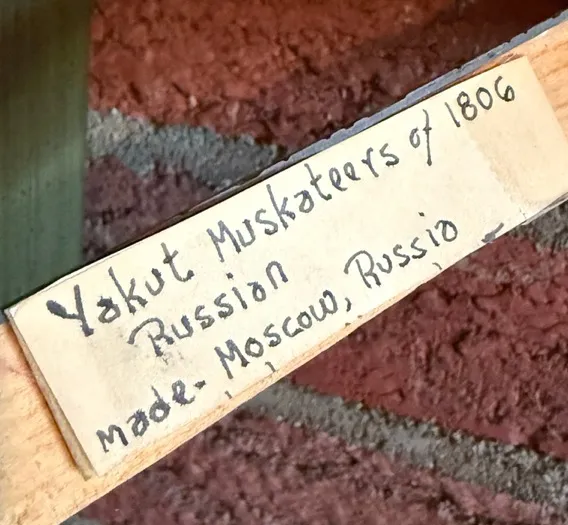 Yakut Muskateers of 1806
Russian
made- Moscow, Russia